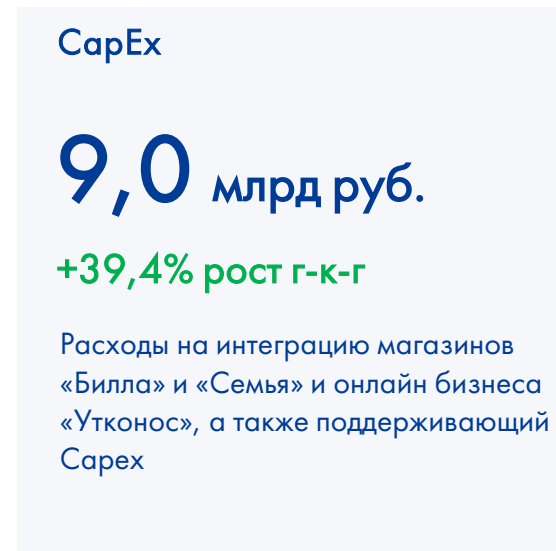 CapEx
9,0 млрд руб.
+39,4% рост г-к-г
Расходы на интеграцию магазинов
«Билла» и «Семья» и онлайн бизнеса
«Утконос», а также поддерживающий
Capex